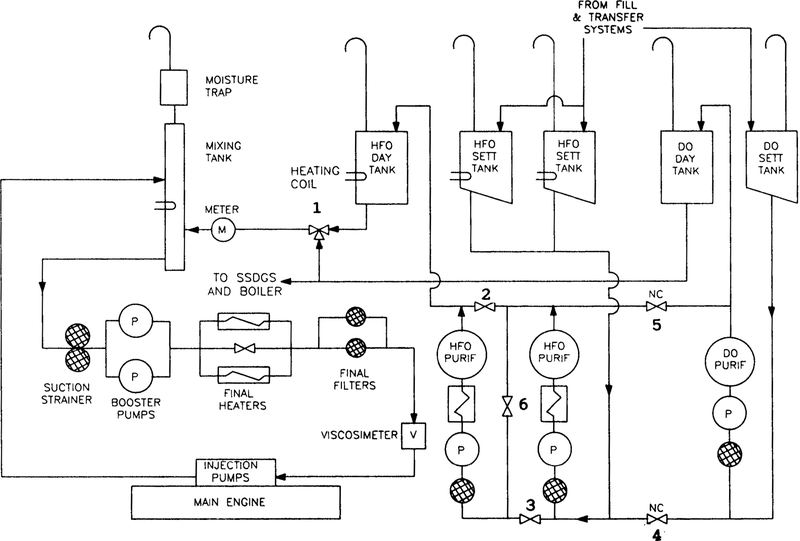 FROM FILL
& TRANSFER
SYSTEMS
MOISTURE
TRAP
MIXING
TANK
HFO
DAY
TANK
HFO
SETT
TANK
HFO
SETT
TANK
DO
DAY
TANK
DO
SETT
TANK
HEATING
COIL
METER
M
1
TO SSDGS
AND BOILER
2
NC
5
P
P
SUCTION
STRAINER
BOOSTER
PUMPS
FINAL
HEATERS
FINAL
FILTERS
HFO
PURIF
HFO
PURIF
DO
PURIF
6
P
VISCOSIMETER
V
P
P
INJECTION
PUMPS
MAIN ENGINE
3
NC
4